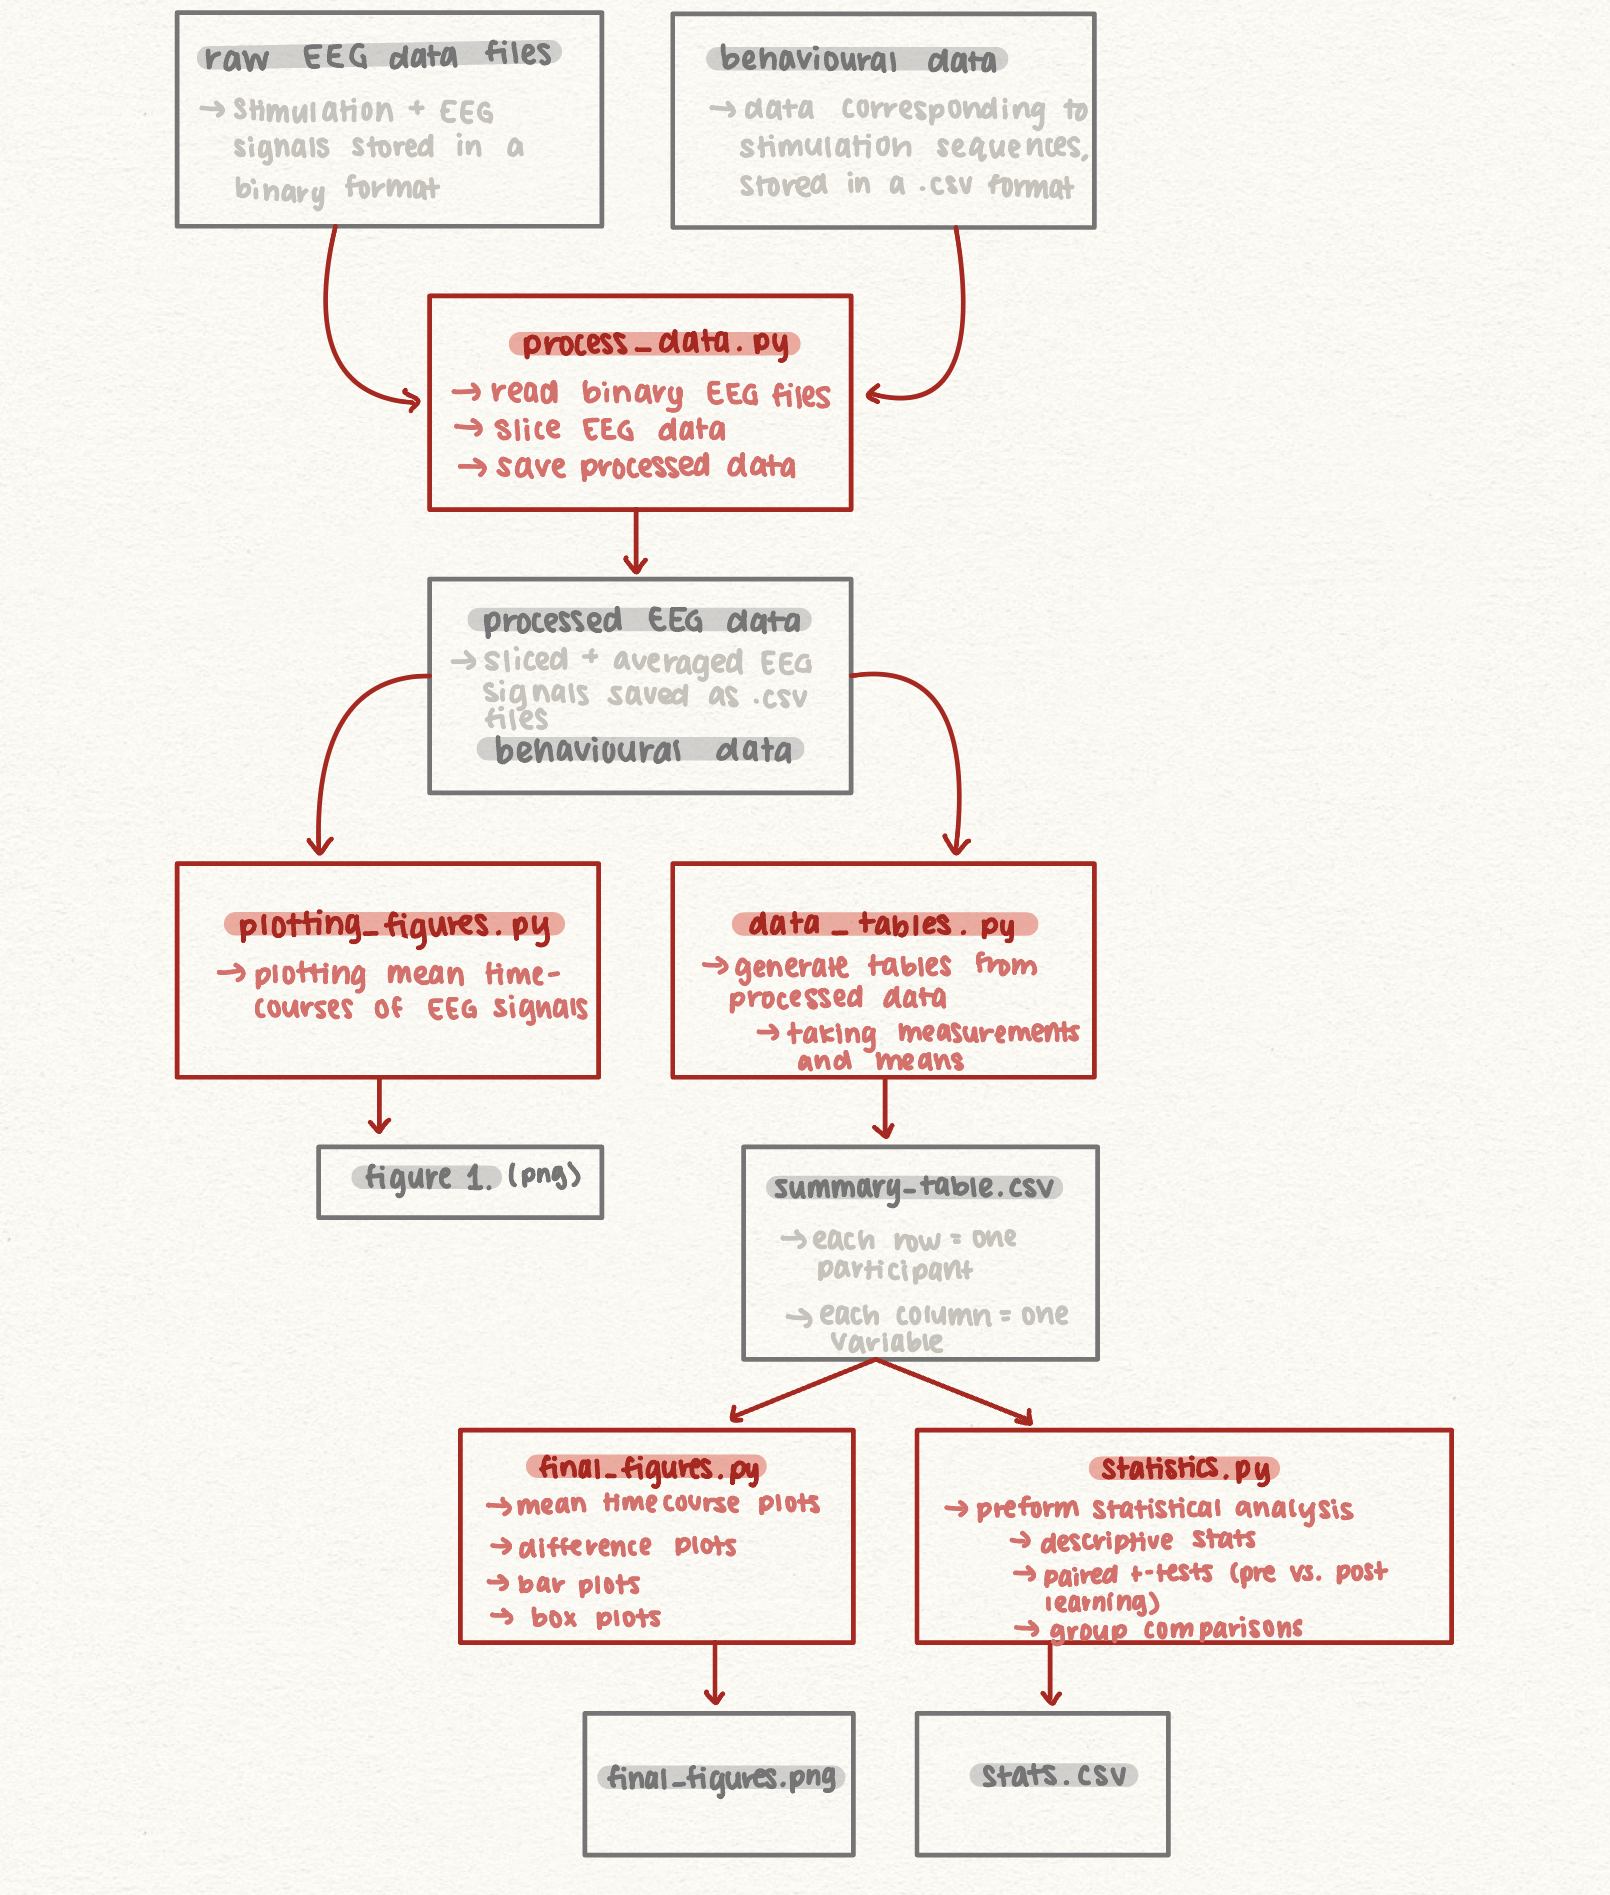 raw EEG data files
→ stimulation + EEG
signals stored in a
binary format
behavioural data
→ data corresponding to
stimulation sequences,
stored in a .csv format
process_data.py
→ read binary EEG files
→ slice EEG data
→ save processed data
processed EEG data
→ sliced + averaged EEG
signals saved as .csv
files
behavioural data
plotting_figures.py
→ plotting mean time-
courses of EEG signals
data_tables.py
→ generate tables from
processed data
→ taking measurements
and means
figure 1. (png)
summary-table.csv
→ each row = one
participant
→ each column = one
variable
final_figures.py
→ mean timecourse plots
→ difference plots
→ bar plots
→ box plots
statistics.py
→ preform statistical analysis
→ descriptive stats
→ paired t-tests (pre vs. post
learning)
→ group comparisons
final_figures.png
stats.csv